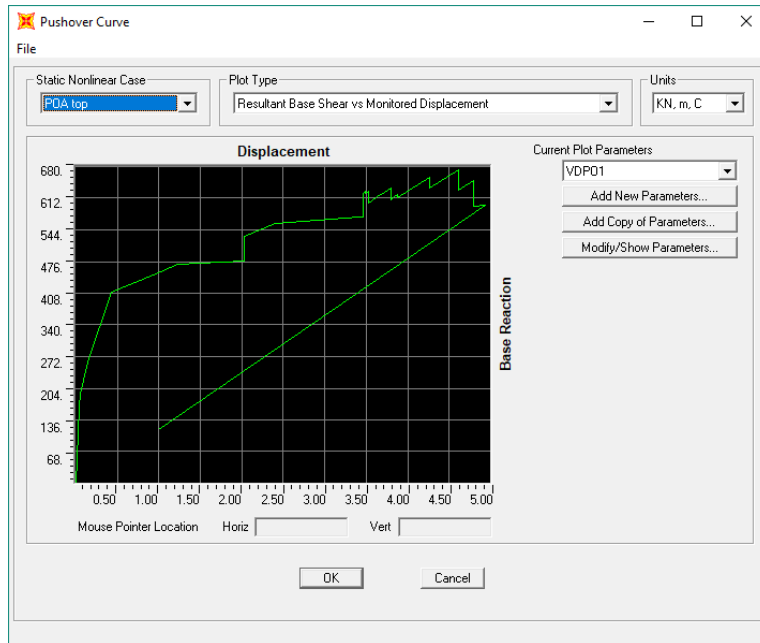 Pushover Curve
File
Static Nonlinear Case
POA top
Plot Type
Resultant Base Shear vs Monitored Displacement
Units
KN, m, C
Displacement
680.
612.
544.
476.
408.
340.
272.
204.
136.
68.
0.50 1.00 1.50 2.00 2.50 3.00 3.50 4.00 4.50 5.00
Base Reaction
Current Plot Parameters
VDPO1
Add New Parameters...
Add Copy of Parameters...
Modify/Show Parameters...
Mouse Pointer Location Horiz Vert
OK Cancel